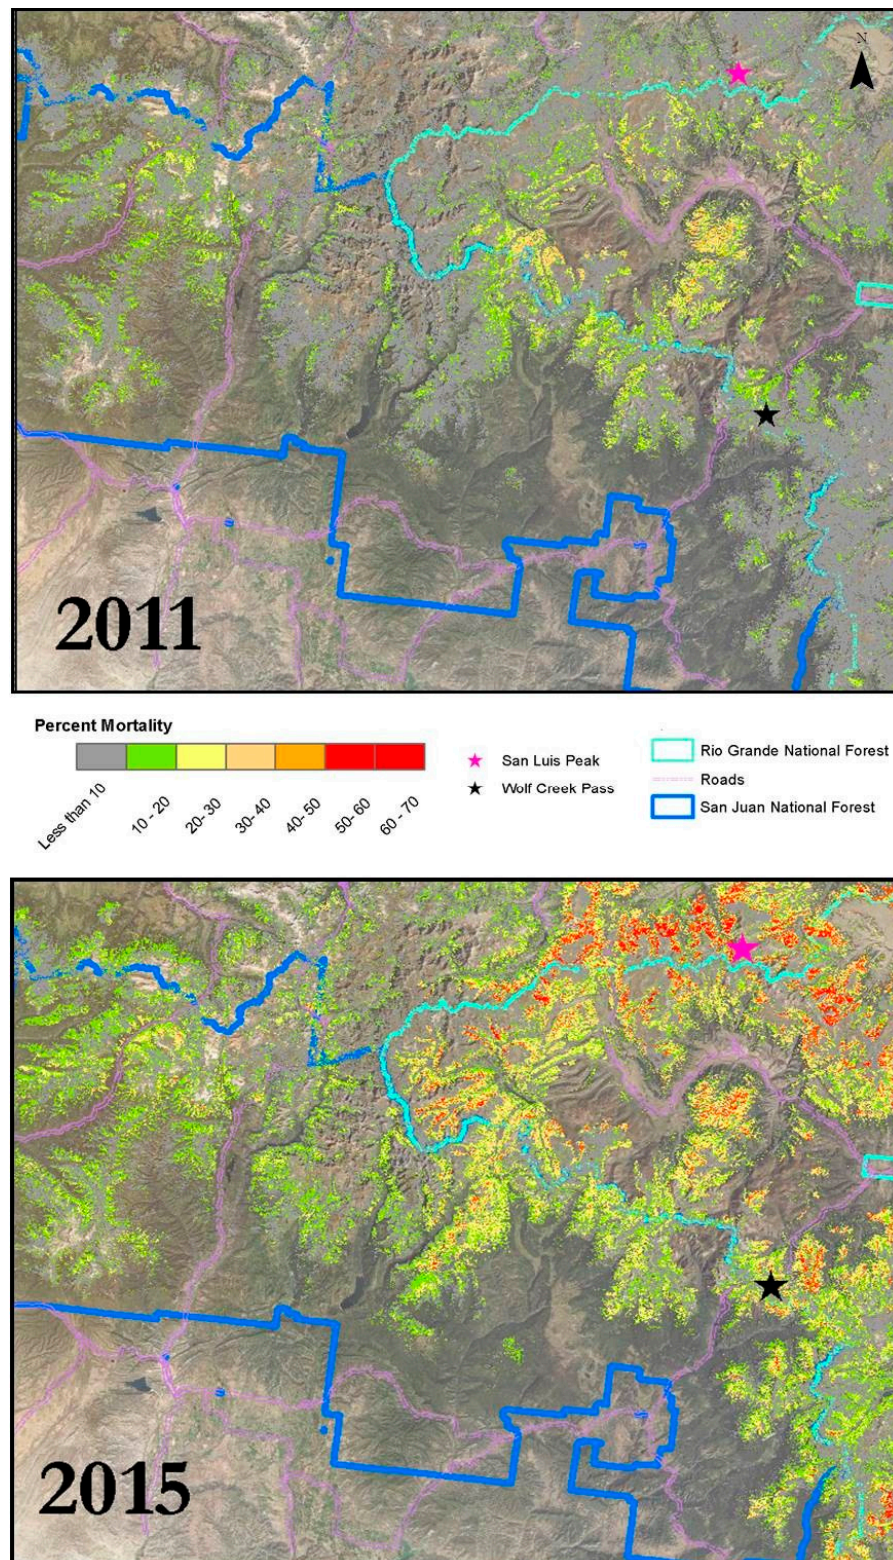 N
2011
Percent Mortality
Less than 10
10 - 20
20- 30
30-40
40-50
50-60
60 - 70
San Luis Peak
Wolf Creek Pass
Rio Grande National Forest
Roads
San Juan National Forest
2015